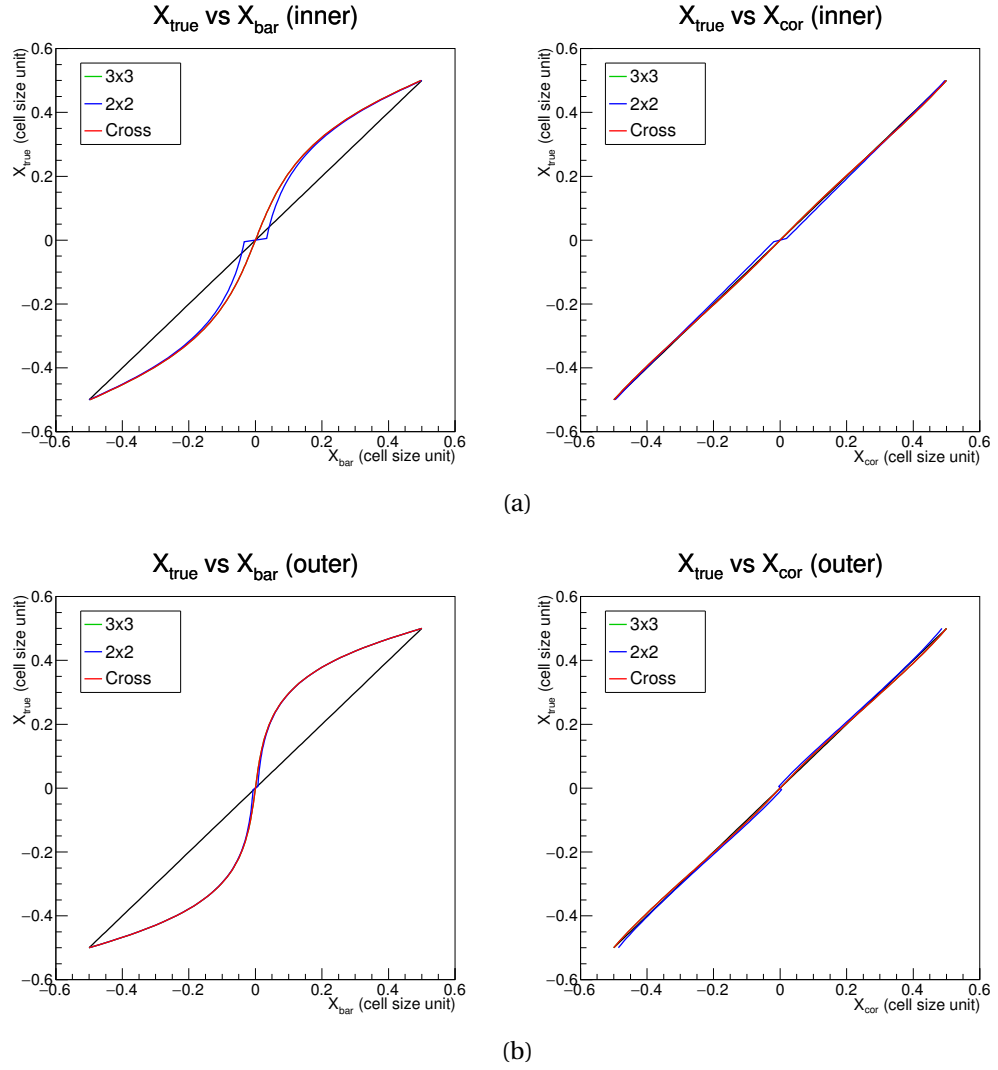 X_true vs X_bar (inner)
X_true (cell size unit)
0.6
0.4
0.2
0
−0.2
−0.4
−0.6
3x3
2x2
Cross
−0.6 −0.4 −0.2 0 0.2 0.4 0.6
X_bar (cell size unit)
X_true vs X_cor (inner)
X_true (cell size unit)
0.6
0.4
0.2
0
−0.2
−0.4
−0.6
3x3
2x2
Cross
−0.6 −0.4 −0.2 0 0.2 0.4 0.6
X_cor (cell size unit)
(a)
X_true vs X_bar (outer)
X_true (cell size unit)
0.6
0.4
0.2
0
−0.2
−0.4
−0.6
3x3
2x2
Cross
−0.6 −0.4 −0.2 0 0.2 0.4 0.6
X_bar (cell size unit)
X_true vs X_cor (outer)
X_true (cell size unit)
0.6
0.4
0.2
0
−0.2
−0.4
−0.6
3x3
2x2
Cross
−0.6 −0.4 −0.2 0 0.2 0.4 0.6
X_cor (cell size unit)
(b)